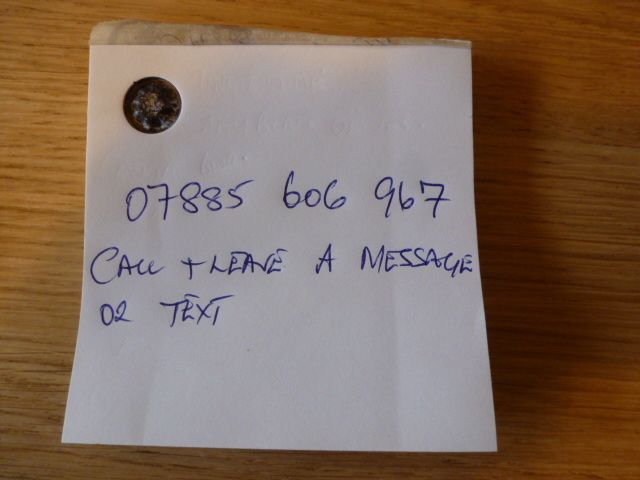 07885 606 967
CALL + LEAVE A MESSAGE
OR TEXT